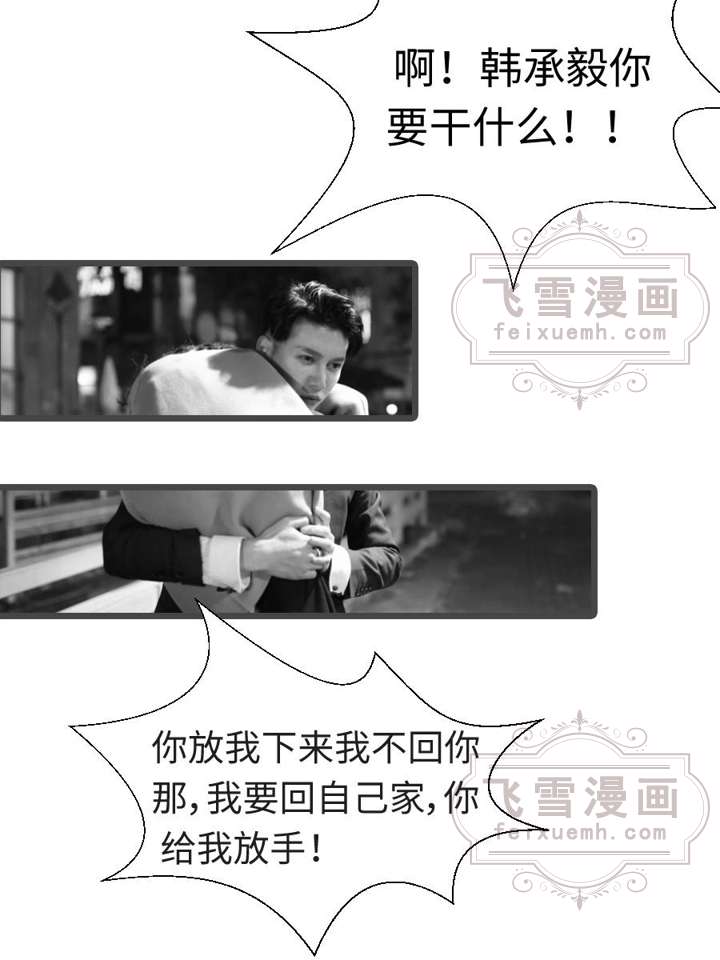 啊！韩承毅你
要干什么！！
飞雪漫画
feixuemh.com
你放我下来我不回你
那，我要回自己家，你
给我放手！
飞雪漫画
feixuemh.com